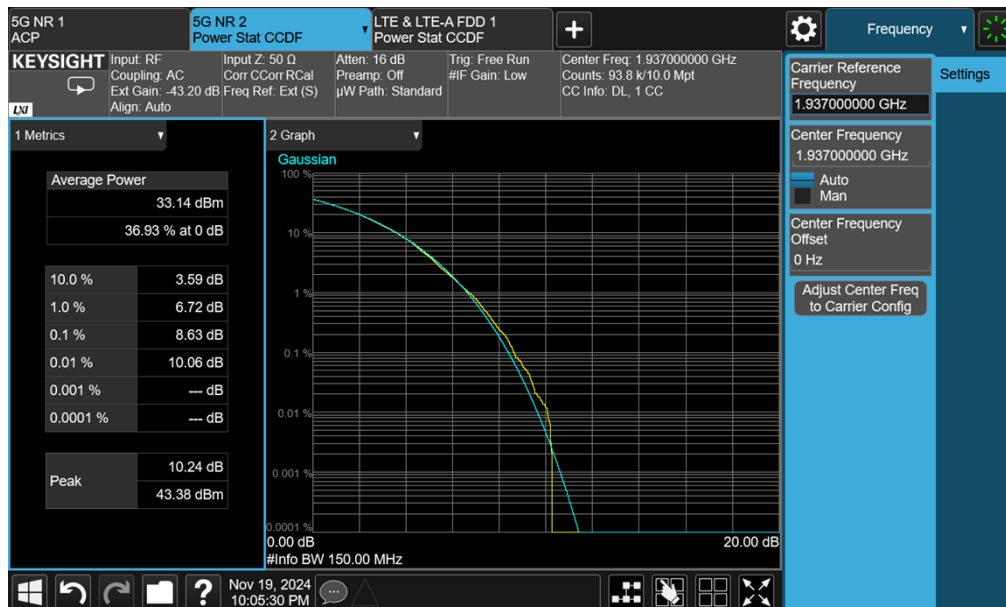 5G NR 1
ACP
5G NR 2
Power Stat CCDF
LTE & LTE-A FDD 1
Power Stat CCDF
Frequency
KEYSIGHT
LXI
Input: RF
Coupling: AC
Ext Gain: -43.20 dB
Align: Auto
Input Z: 50 Ω
Corr CCorr RCal
Freq Ref: Ext (S)
Atten: 16 dB
Preamp: Off
µW Path: Standard
Trig: Free Run
#IF Gain: Low
Center Freq: 1.937000000 GHz
Counts: 93.8 k/10.0 Mpt
CC Info: DL, 1 CC
Carrier Reference
Frequency
1.937000000 GHz
Settings
Center Frequency
1.937000000 GHz
Auto
Man
Center Frequency
Offset
0 Hz
Adjust Center Freq
to Carrier Config
1 Metrics
Average Power
33.14 dBm
36.93 % at 0 dB
10.0 % 3.59 dB
1.0 % 6.72 dB
0.1 % 8.63 dB
0.01 % 10.06 dB
0.001 % --- dB
0.0001 % --- dB
Peak
10.24 dB
43.38 dBm
2 Graph
Gaussian
100 %
10 %
1 %
0.1 %
0.01 %
0.001 %
0.0001 %
0.00 dB 20.00 dB
#Info BW 150.00 MHz
?
Nov 19, 2024
10:05:30 PM